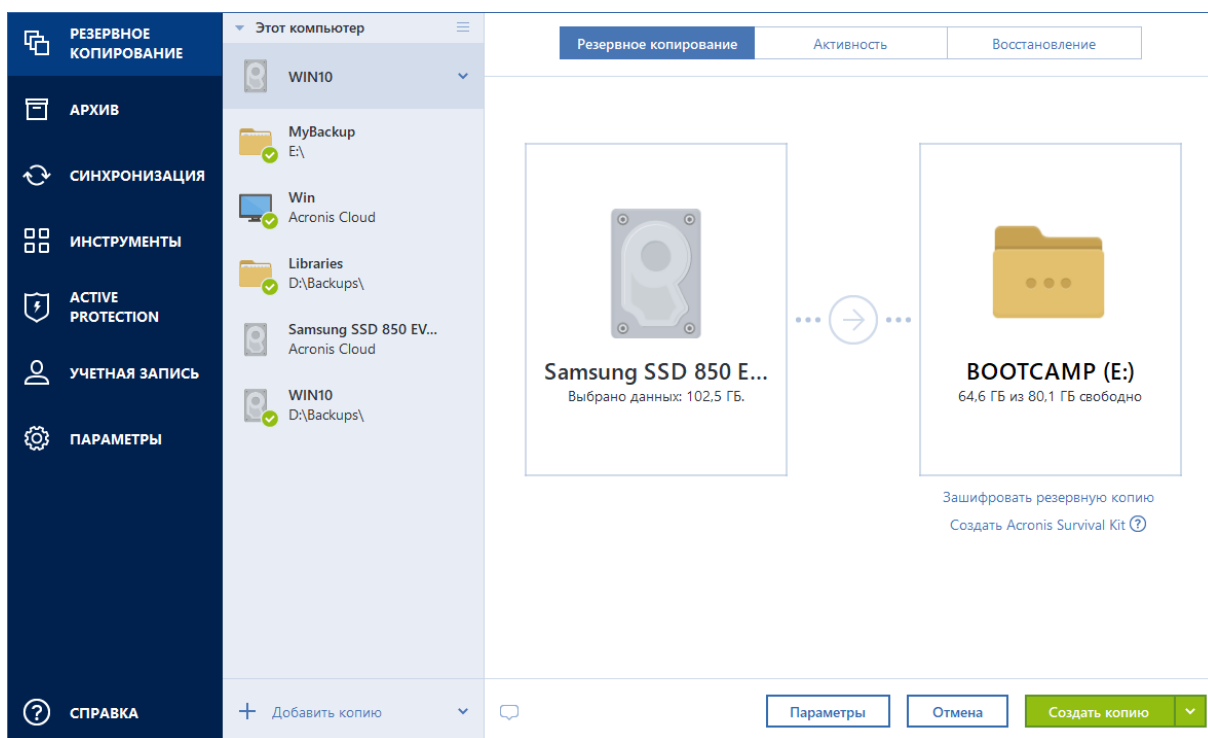 РЕЗЕРВНОЕ
КОПИРОВАНИЕ
АРХИВ
СИНХРОНИЗАЦИЯ
ИНСТРУМЕНТЫ
ACTIVE
PROTECTION
УЧЕТНАЯ ЗАПИСЬ
ПАРАМЕТРЫ
СПРАВКА
Этот компьютер
WIN10
MyBackup
E:\
Win
Acronis Cloud
Libraries
D:\Backups\
Samsung SSD 850 EV...
Acronis Cloud
WIN10
D:\Backups\
Добавить копию
Резервное копирование
Активность
Восстановление
Samsung SSD 850 E...
Выбрано данных: 102,5 ГБ.
BOOTCAMP (E:)
64,6 ГБ из 80,1 ГБ свободно
Зашифровать резервную копию
Создать Acronis Survival Kit ?
Параметры
Отмена
Создать копию